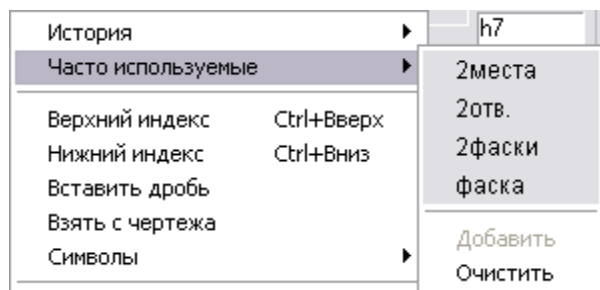 История
h7
Часто используемые
2места
2отв.
2фаски
фаска
Добавить
Очистить
Верхний индекс Ctrl+Вверх
Нижний индекс Ctrl+Вниз
Вставить дробь
Взять с чертежа
Символы